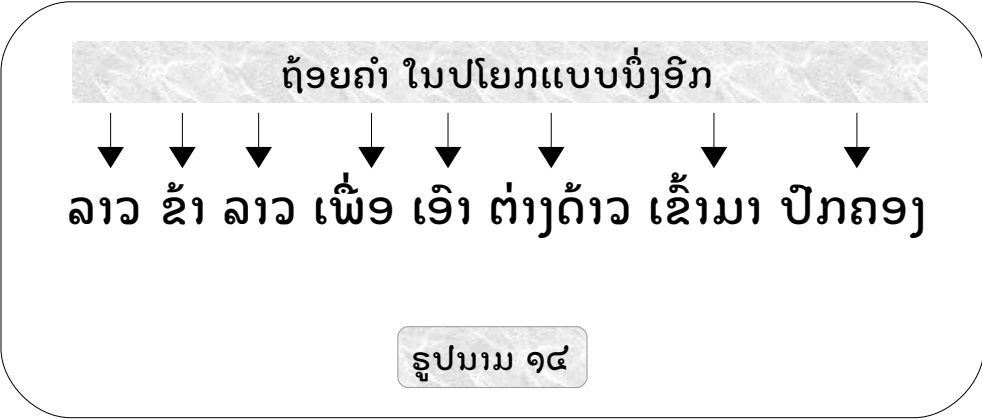 ຖ້ອຍຄຳ ໃນປໂຍກແບບນຶ່ງອີກ
ລາວ ຂ້າ ລາວ ເພື່ອ ເອົາ ຕ່າງດ້າວ ເຂົ້າມາ ປົກຄອງ
ຮູປນາມ ໑໔